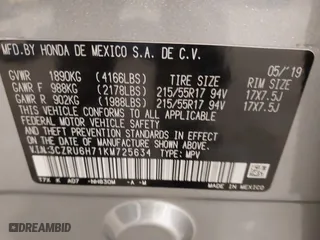 MFD.BY HONDA DE MEXICO S.A. DE C.V. 05/'19
GVWR 1890KG (4166LBS) TIRE SIZE RIM SIZE
GAWR F 988KG (2178LBS) 215/55R17 94V 17X7.5J
GAWR R 902KG (1988LBS) 215/55R17 94V 17X7.5J
THIS VEHICLE CONFORMS TO ALL APPLICABLE FEDERAL MOTOR
VEHICLE SAFETY AND THEFT PREVENTION STANDARDS IN EFFECT
ON THE DATE OF MANUFACTURE SHOWN ABOVE.
V.I.N:3CZRU6H71KM725634 TYPE: MPV
T7X K A07 -NH830M -A -M
MADE IN MEXICO